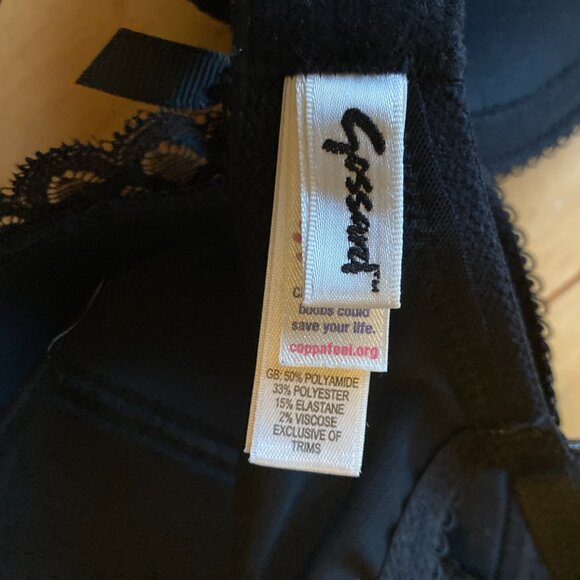 Gossard™
boobs could
save your life.
coppafeel.org
GB: 50% POLYAMIDE
33% POLYESTER
15% ELASTANE
2% VISCOSE
EXCLUSIVE OF
TRIMS